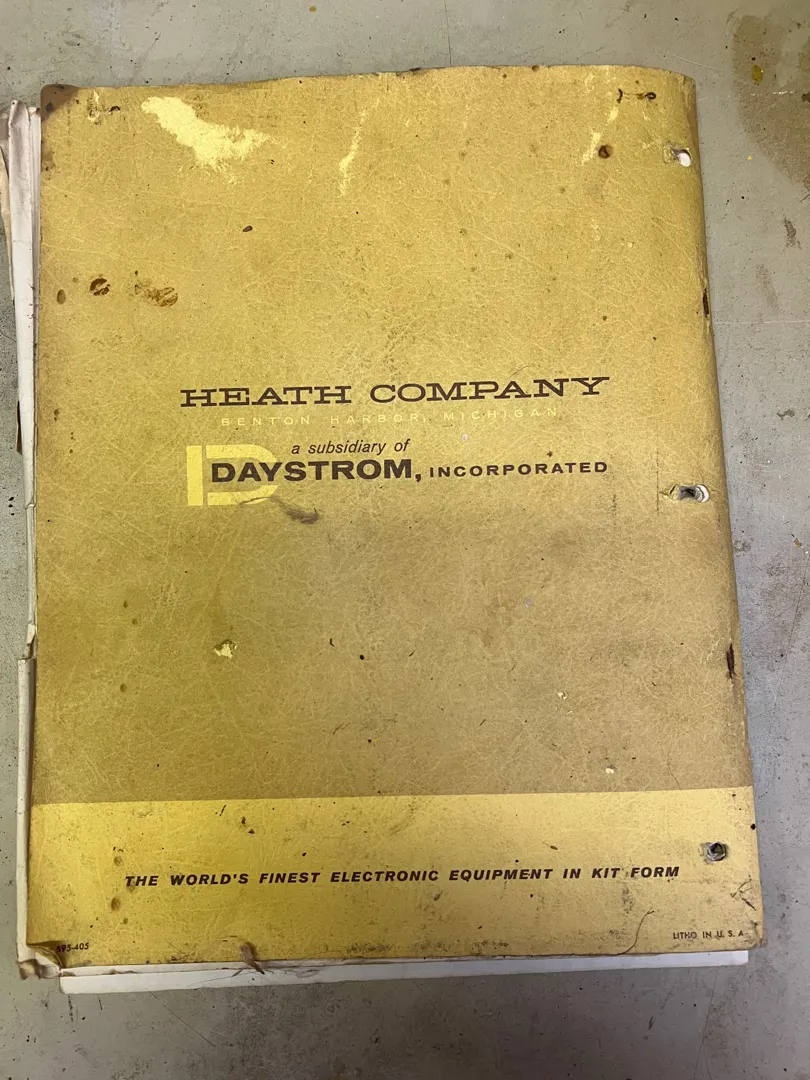 HEATH COMPANY
BENTON HARBOR, MICHIGAN
a subsidiary of
DAYSTROM, INCORPORATED
THE WORLD'S FINEST ELECTRONIC EQUIPMENT IN KIT FORM
595-405
LITHO IN U. S. A